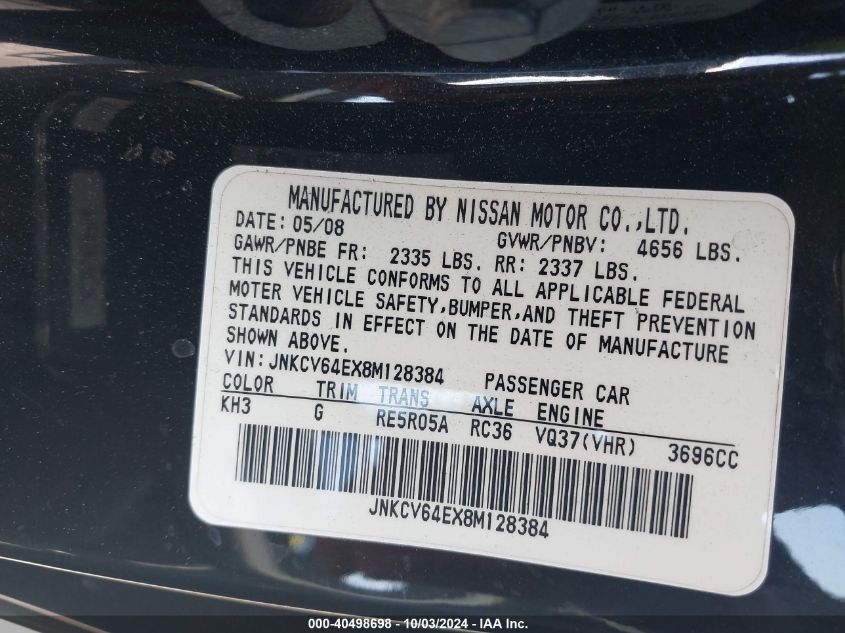 MANUFACTURED BY NISSAN MOTOR CO.,LTD.
DATE: 05/08 GVWR/PNBV: 4656 LBS.
GAWR/PNBE FR: 2335 LBS. RR: 2337 LBS.
THIS VEHICLE CONFORMS TO ALL APPLICABLE FEDERAL
MOTOR VEHICLE SAFETY,BUMPER,AND THEFT PREVENTION
STANDARDS IN EFFECT ON THE DATE OF MANUFACTURE
SHOWN ABOVE.
VIN:JNKCV64EX8M128384 PASSENGER CAR
COLOR TRIM TRANS AXLE ENGINE
KH3 G RE5R05A RC36 VQ37(VHR) 3696CC
JNKCV64EX8M128384
000-40498698 - 10/03/2024 - IAA Inc.